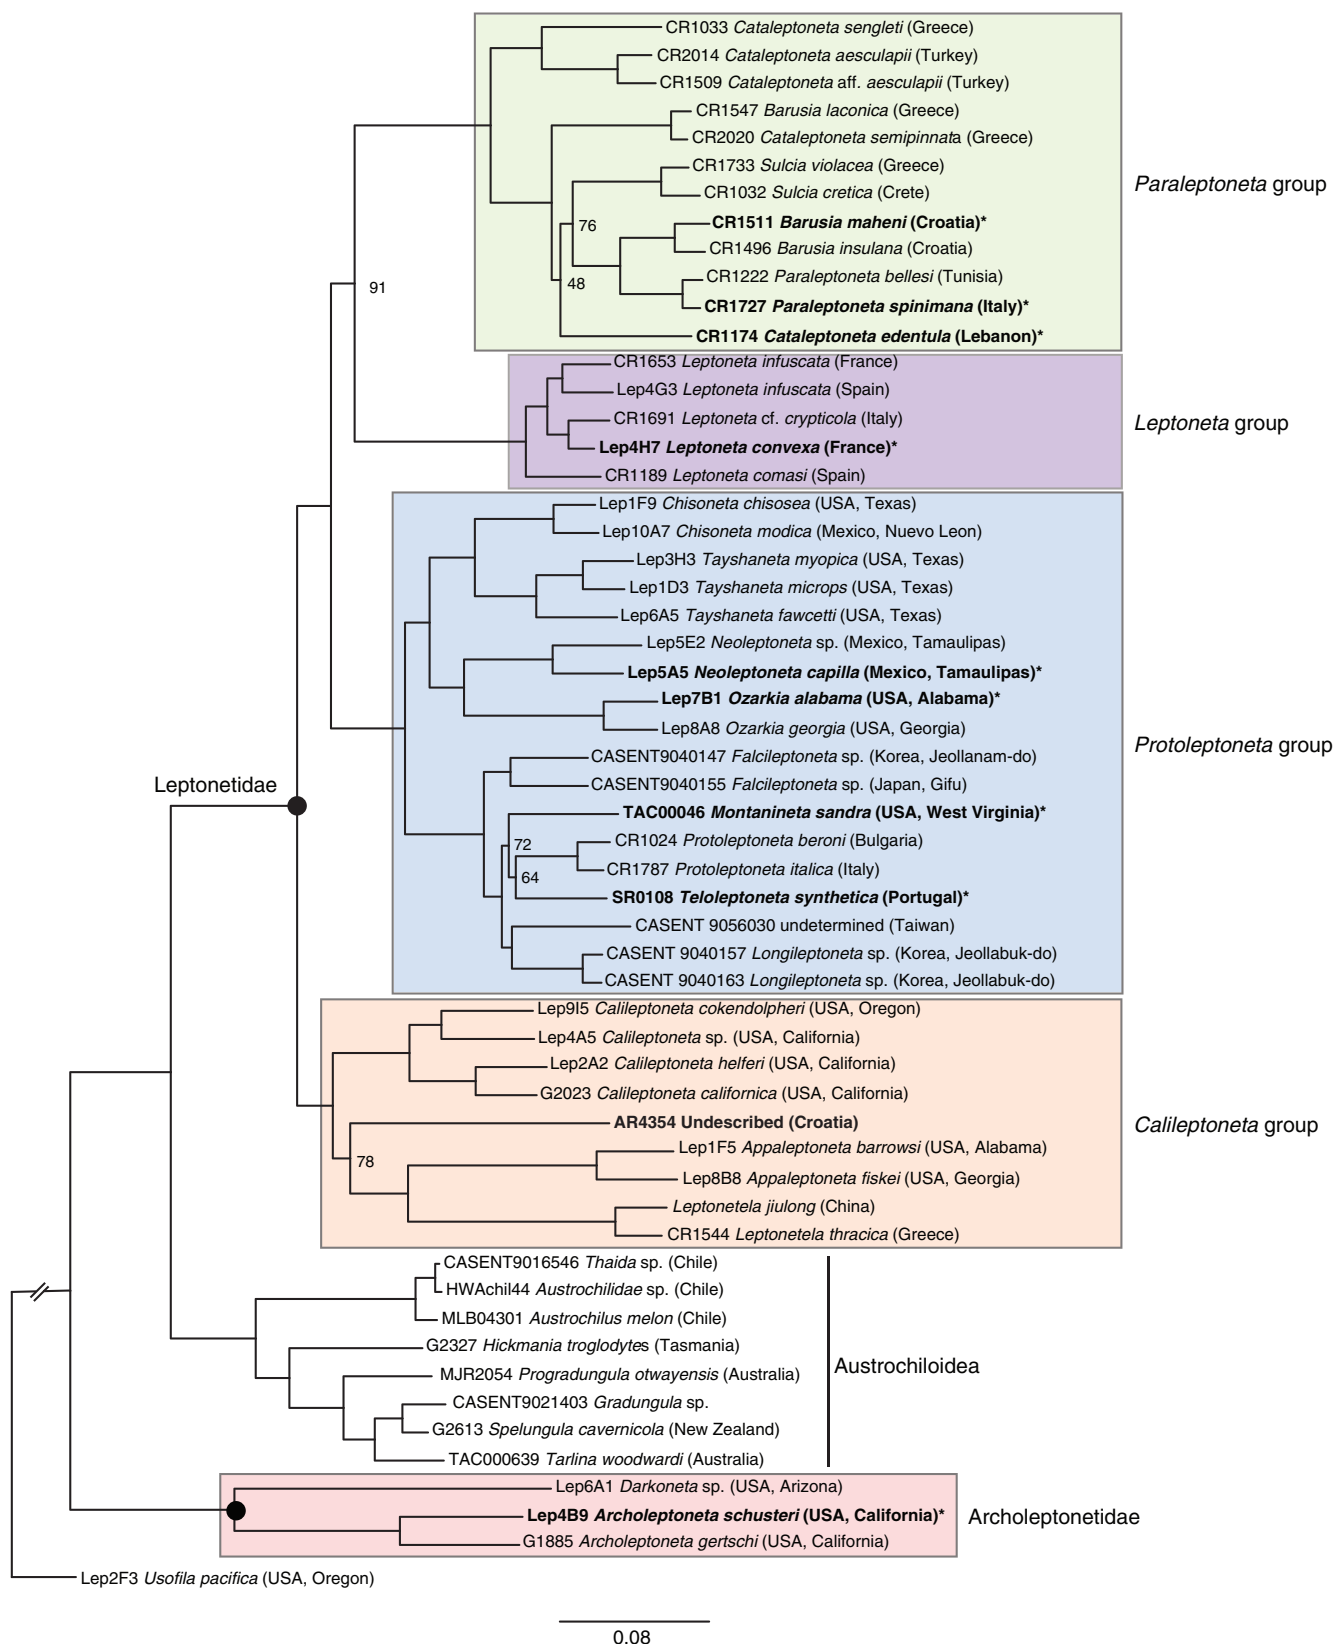 CR1033 Cataleptoneta sengleti (Greece)
CR2014 Cataleptoneta aesculapii (Turkey)
CR1509 Cataleptoneta aff. aesculapii (Turkey)
CR1547 Barusia laconica (Greece)
CR2020 Cataleptoneta semipinnata (Greece)
CR1733 Sulcia violacea (Greece)
CR1032 Sulcia cretica (Crete)
Paraleptoneta group
CR1511 Barusia maheni (Croatia)*
76
CR1496 Barusia insulana (Croatia)
CR1222 Paraleptoneta bellesi (Tunisia)
48
91
CR1727 Paraleptoneta spinimana (Italy)*
CR1174 Cataleptoneta edentula (Lebanon)*
CR1653 Leptoneta infuscata (France)
Lep4G3 Leptoneta infuscata (Spain)
CR1691 Leptoneta cf. crypticola (Italy)
Leptoneta group
Lep4H7 Leptoneta convexa (France)*
CR1189 Leptoneta comasi (Spain)
Lep1F9 Chisoneta chisosea (USA, Texas)
Lep10A7 Chisoneta modica (Mexico, Nuevo Leon)
Lep3H3 Tayshaneta myopica (USA, Texas)
Lep1D3 Tayshaneta microps (USA, Texas)
Lep6A5 Tayshaneta fawcetti (USA, Texas)
Lep5E2 Neoleptoneta sp. (Mexico, Tamaulipas)
Lep5A5 Neoleptoneta capilla (Mexico, Tamaulipas)*
Lep7B1 Ozarkia alabama (USA, Alabama)*
Lep8A8 Ozarkia georgia (USA, Georgia)
Protoleptoneta group
CASENT9040147 Falcileptoneta sp. (Korea, Jeollanam-do)
CASENT9040155 Falcileptoneta sp. (Japan, Gifu)
Leptonetidae
TAC00046 Montanineta sandra (USA, West Virginia)*
72
CR1024 Protoleptoneta beroni (Bulgaria)
CR1787 Protoleptoneta italica (Italy)
64
SR0108 Teloleptoneta synthetica (Portugal)*
CASENT 9056030 undetermined (Taiwan)
CASENT 9040157 Longileptoneta sp. (Korea, Jeollabuk-do)
CASENT 9040163 Longileptoneta sp. (Korea, Jeollabuk-do)
Lep9I5 Calileptoneta cokendolpheri (USA, Oregon)
Lep4A5 Calileptoneta sp. (USA, California)
Lep2A2 Calileptoneta helferi (USA, California)
G2023 Calileptoneta californica (USA, California)
AR4354 Undescribed (Croatia)
Calileptoneta group
Lep1F5 Appaleptoneta barrowsi (USA, Alabama)
78
Lep8B8 Appaleptoneta fiskei (USA, Georgia)
Leptonetela jiulong (China)
CR1544 Leptonetela thracica (Greece)
CASENT9016546 Thaida sp. (Chile)
HWAchil44 Austrochilidae sp. (Chile)
MLB04301 Austrochilus melon (Chile)
G2327 Hickmania troglodytes (Tasmania)
Austrochiloidea
MJR2054 Progradungula otwayensis (Australia)
CASENT9021403 Gradungula sp.
G2613 Spelungula cavernicola (New Zealand)
TAC000639 Tarlina woodwardi (Australia)
Lep6A1 Darkoneta sp. (USA, Arizona)
Lep4B9 Archoleptoneta schusteri (USA, California)*
Archoleptonetidae
G1885 Archoleptoneta gertschi (USA, California)
Lep2F3 Usofila pacifica (USA, Oregon)
0.08